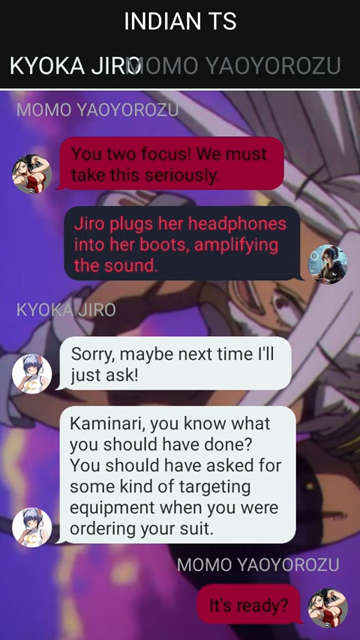 INDIAN TS
KYOKA JIRO MOMO YAOYOROZU
MOMO YAOYOROZU
You two focus! We must
take this seriously.
Jiro plugs her headphones
into her boots, amplifying
the sound.
KYOKA JIRO
Sorry, maybe next time I'll
just ask!
Kaminari, you know what
you should have done?
You should have asked for
some kind of targeting
equipment when you were
ordering your suit.
MOMO YAOYOROZU
It's ready?